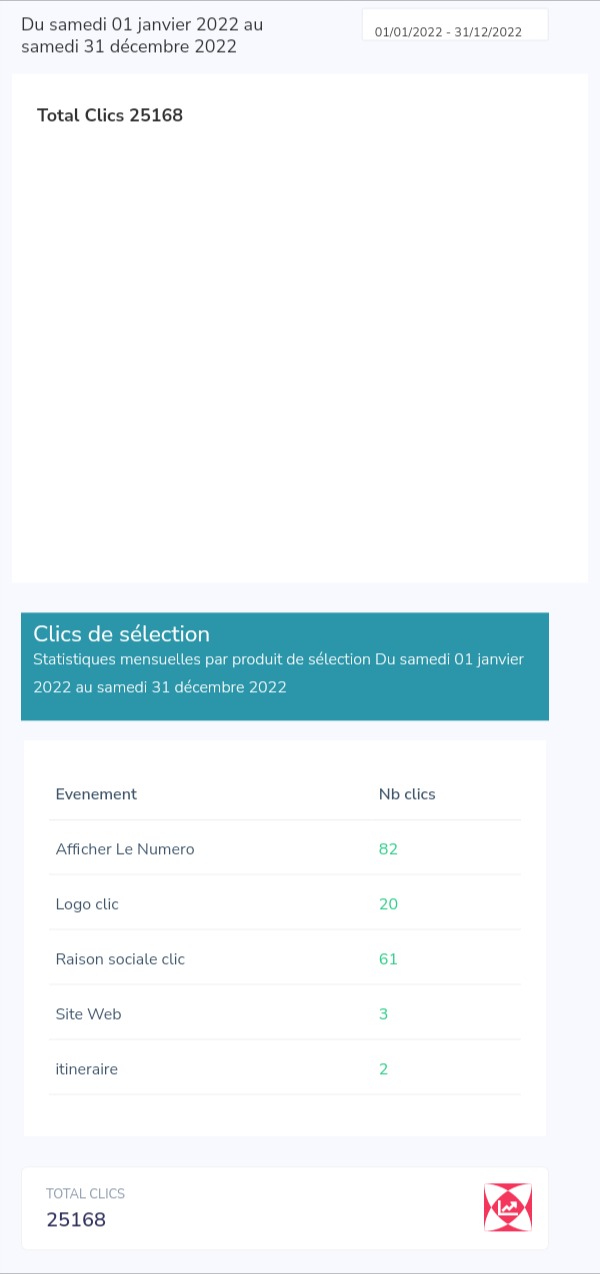 Du samedi 01 janvier 2022 au
samedi 31 décembre 2022
01/01/2022 - 31/12/2022
Total Clics 25168
Clics de sélection
Statistiques mensuelles par produit de sélection Du samedi 01 janvier
2022 au samedi 31 décembre 2022
Evenement Nb clics
Afficher Le Numero 82
Logo clic 20
Raison sociale clic 61
Site Web 3
itineraire 2
TOTAL CLICS
25168